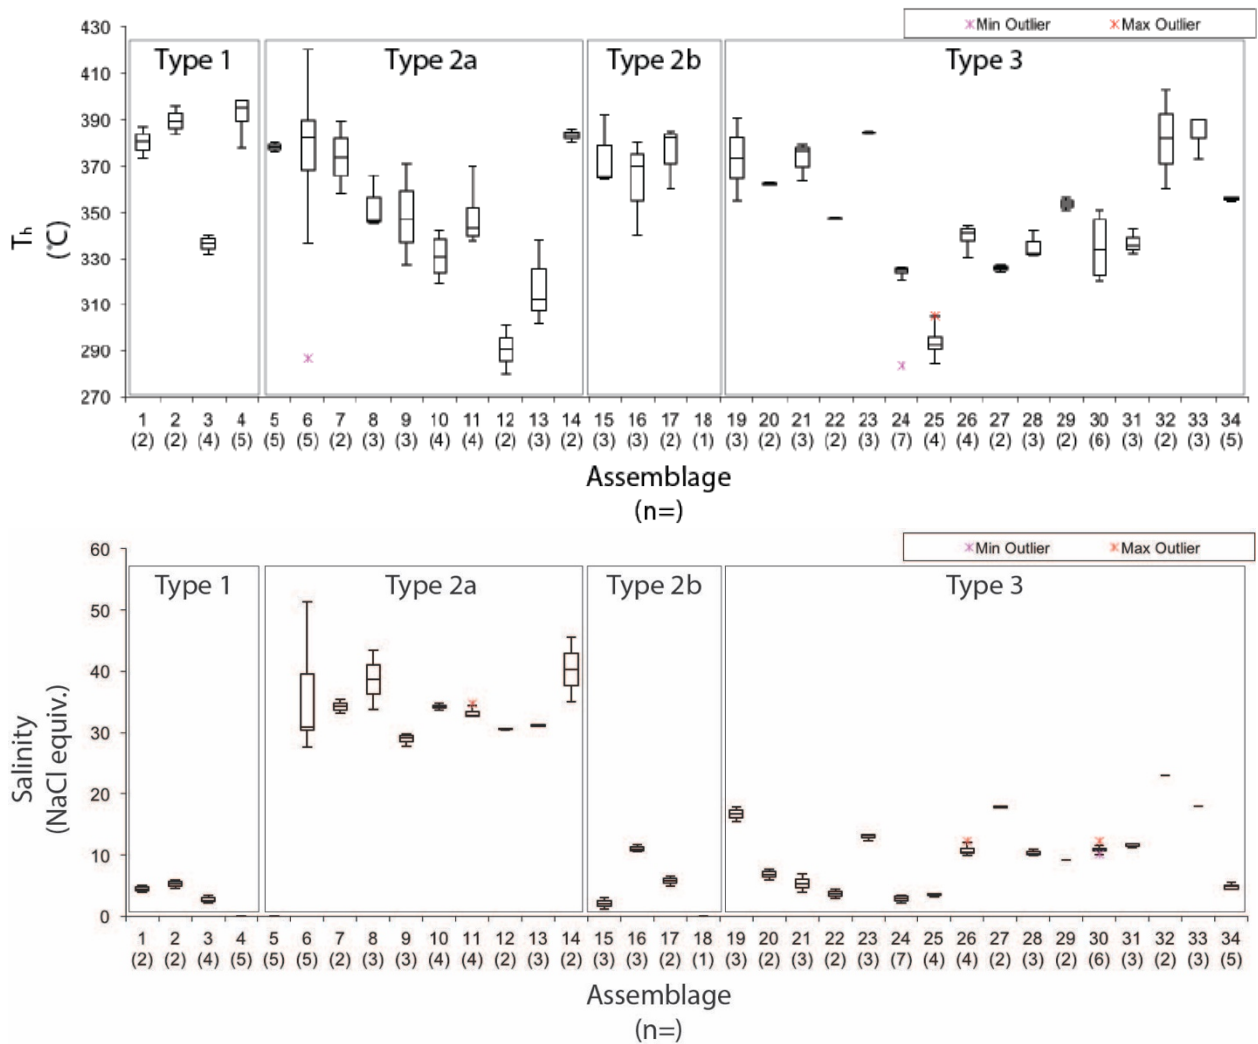 Min Outlier Max Outlier
430
Type 1 Type 2a Type 2b Type 3
410
390
370
350
330
310
290
270
Th
(°C)
1 2 3 4 5 6 7 8 9 10 11 12 13 14 15 16 17 18 19 20 21 22 23 24 25 26 27 28 29 30 31 32 33 34
(2) (2) (4) (5) (5) (5) (2) (3) (3) (4) (4) (2) (3) (2) (3) (3) (2) (1) (3) (2) (3) (2) (3) (7) (4) (4) (2) (3) (2) (6) (3) (2) (3) (5)
Assemblage
(n=)
Min Outlier Max Outlier
60
Type 1 Type 2a Type 2b Type 3
50
40
30
20
10
0
Salinity
(NaCl equiv.)
1 2 3 4 5 6 7 8 9 10 11 12 13 14 15 16 17 18 19 20 21 22 23 24 25 26 27 28 29 30 31 32 33 34
(2) (2) (4) (5) (5) (5) (2) (3) (3) (4) (4) (2) (3) (2) (3) (3) (2) (1) (3) (2) (3) (2) (3) (7) (4) (4) (2) (3) (2) (6) (3) (2) (3) (5)
Assemblage
(n=)